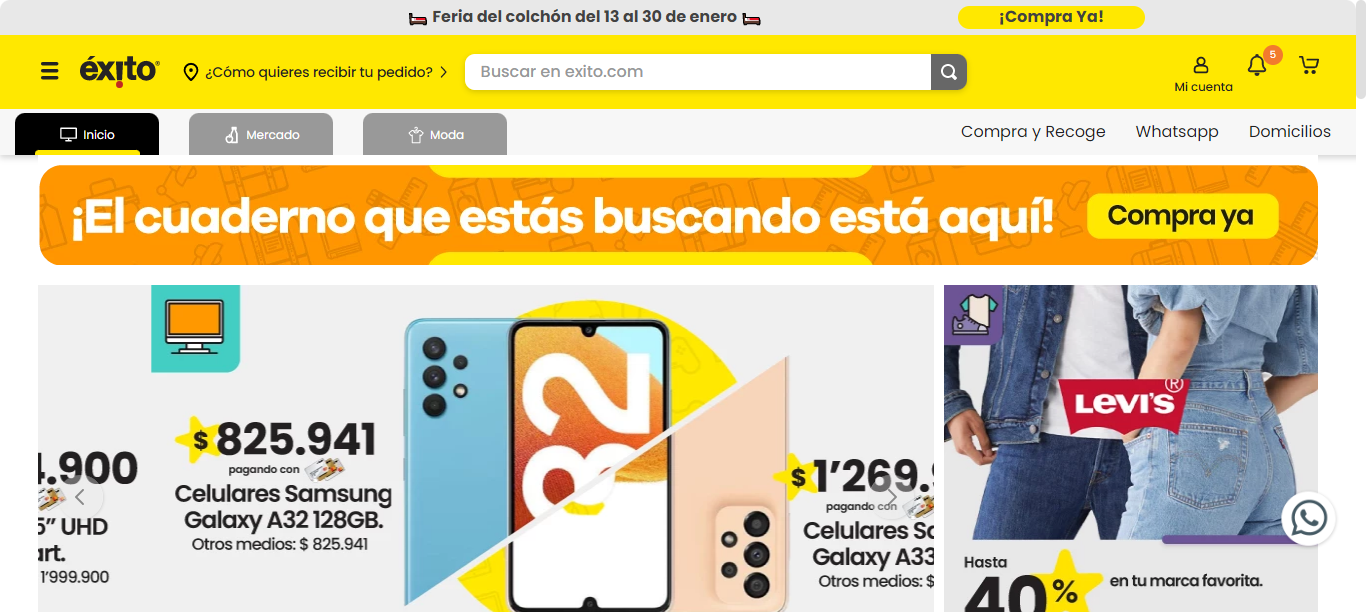 Feria del colchón del 13 al 30 de enero
¡Compra Ya!
éxito
¿Cómo quieres recibir tu pedido?
Buscar en exito.com
Mi cuenta
5
Inicio
Mercado
Moda
Compra y Recoge
Whatsapp
Domicilios
¡El cuaderno que estás buscando está aquí!
Compra ya
4.900
5” UHD
art.
1’999.900
$ 825.941
pagando con
Celulares Samsung
Galaxy A32 128GB.
Otros medios: $ 825.941
82
$ 1’269.9
pagando con
Celulares Sa
Galaxy A33
Otros medios: $
LEVI'S ®
Hasta
40%
en tu marca favorita.